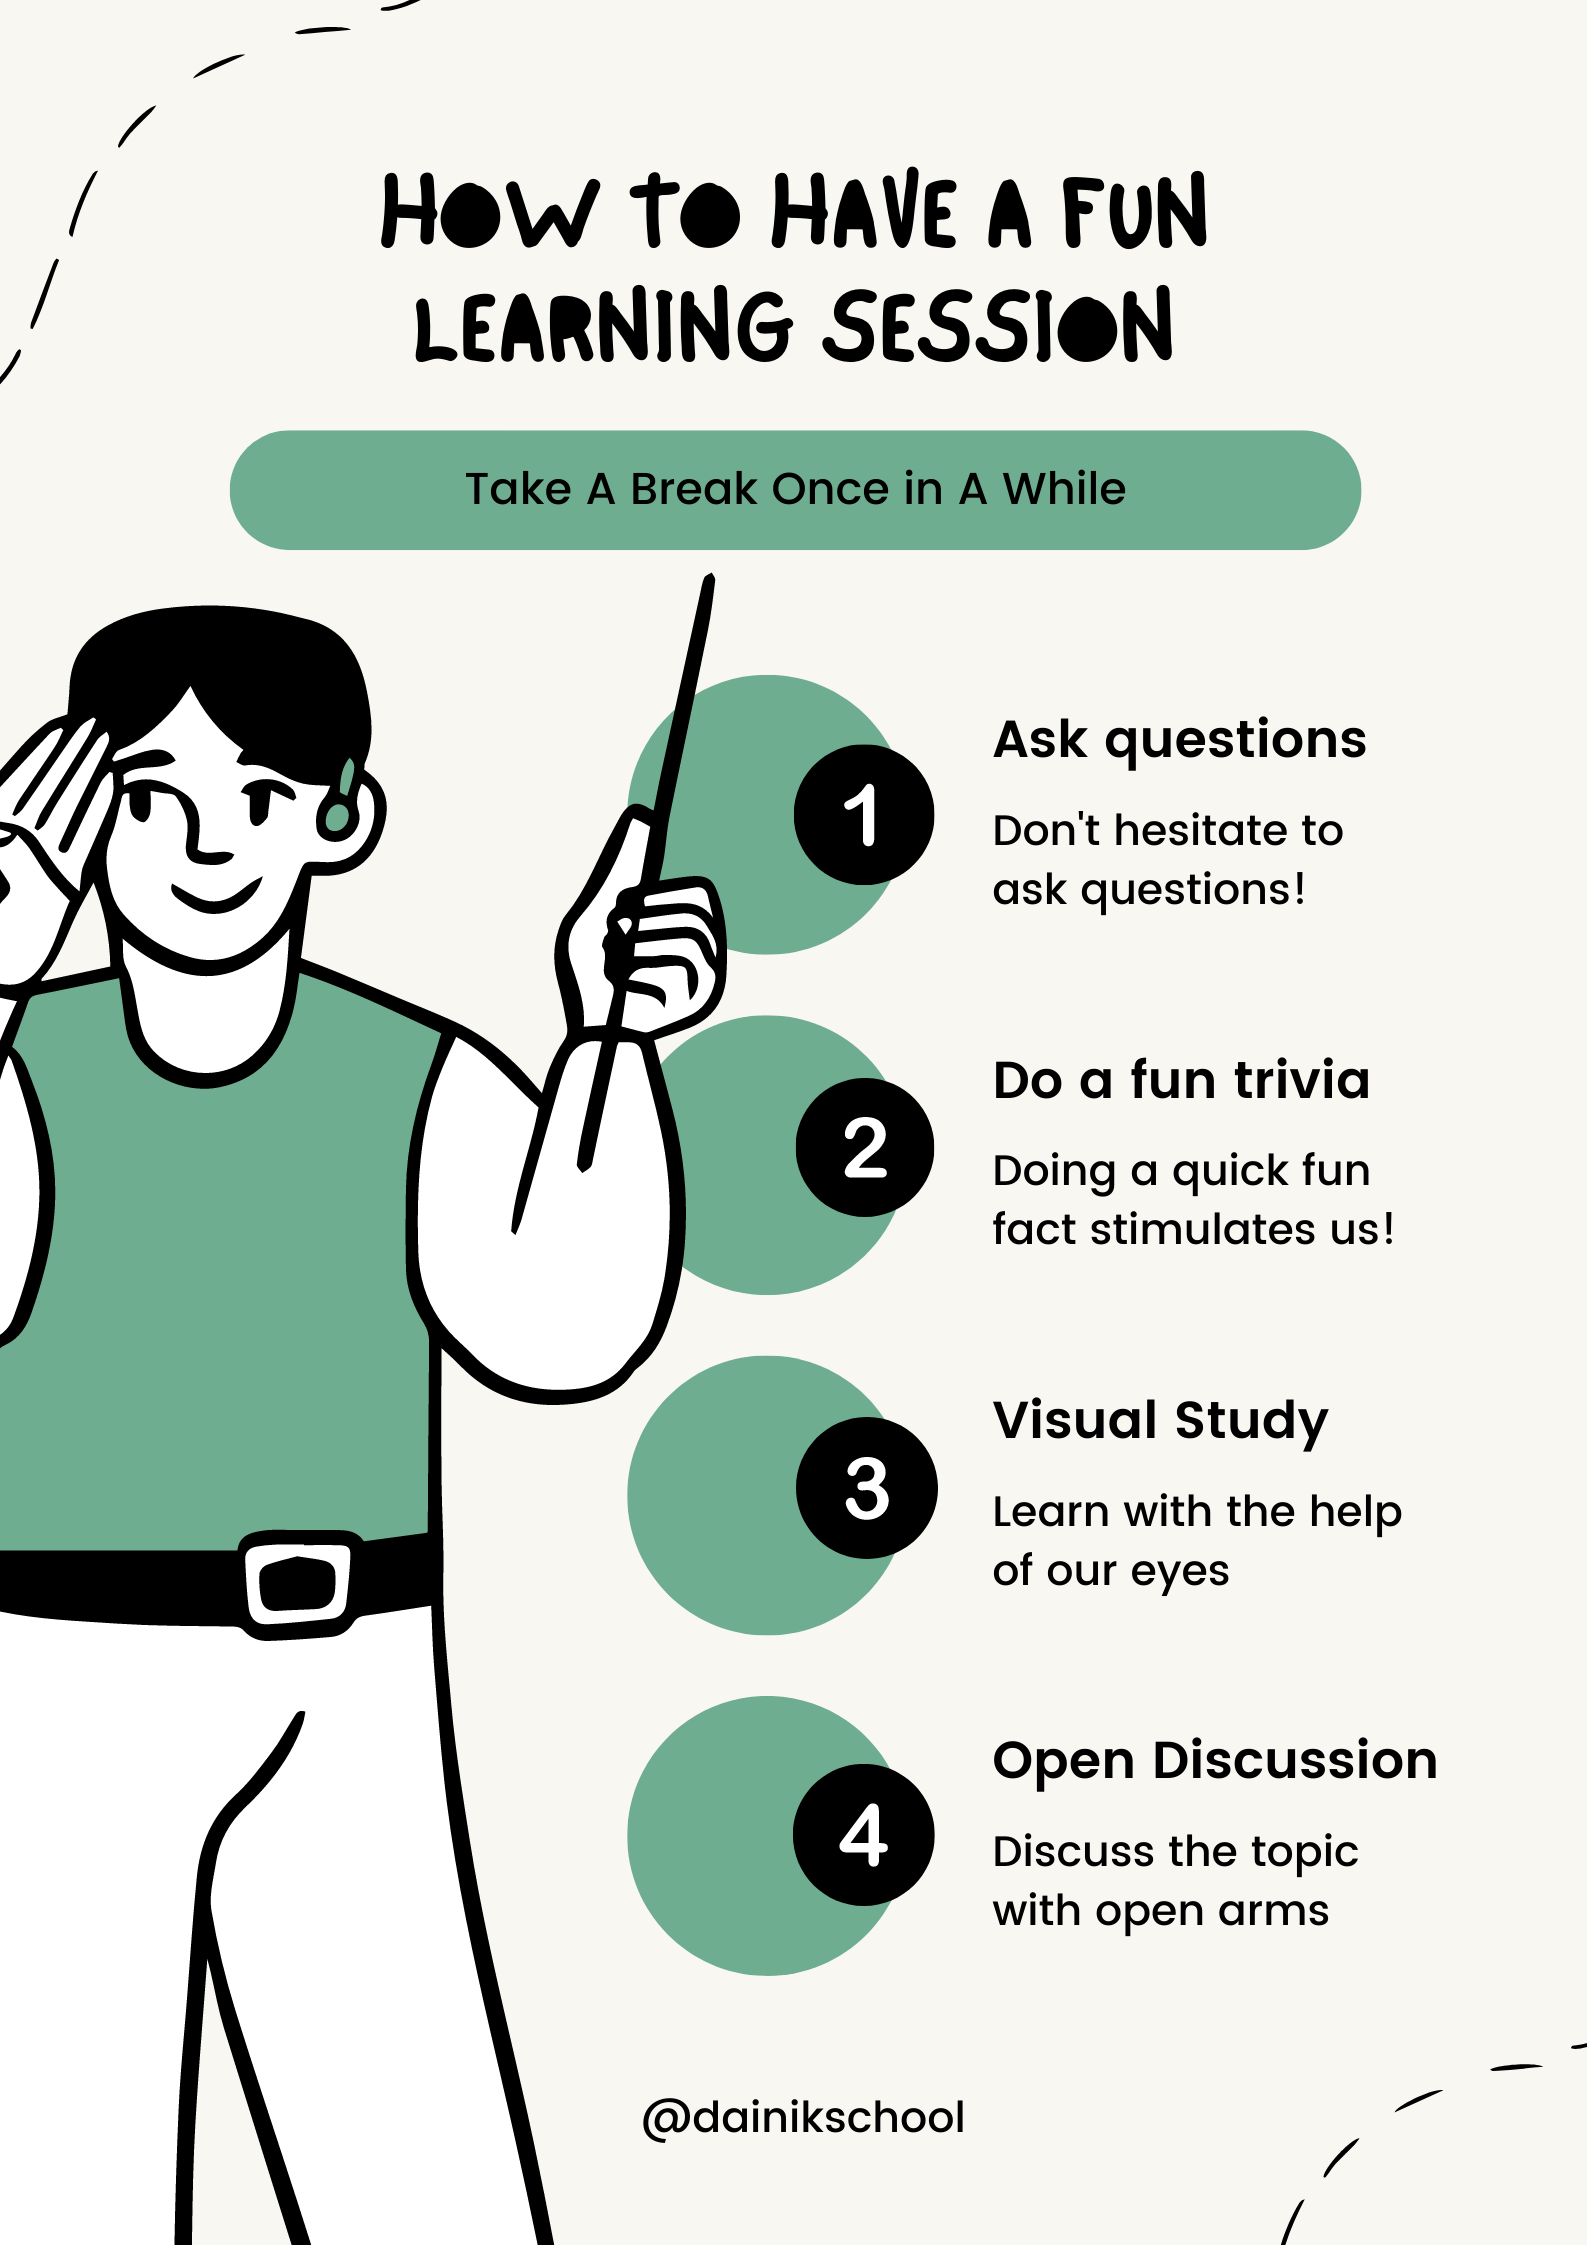 HOW TO HAVE A FUN
LEARNING SESSION
Take A Break Once in A While
1
Ask questions
Don't hesitate to
ask questions!
2
Do a fun trivia
Doing a quick fun
fact stimulates us!
3
Visual Study
Learn with the help
of our eyes
4
Open Discussion
Discuss the topic
with open arms
@dainikschool